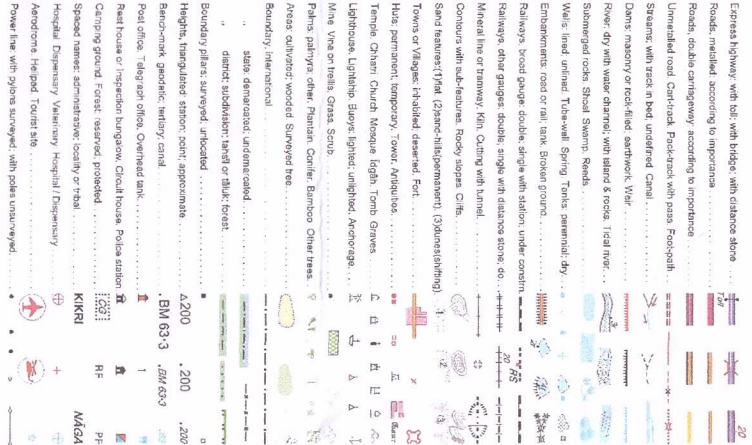 Express highway: with toll; with bridge; with distance stone Toll 20
Roads, metalled: according to importance
Roads, double carriageway: according to importance
Unmetalled road. Cart-track. Pack-track with pass. Foot-path
Streams: with track in bed; undefined. Canal
Dams: masonry or rock-filled; earthwork. Weir
River: dry with water channel; with island & rocks. Tidal river
Submerged rocks. Shoal. Swamp. Reeds
Wells: lined; unlined. Tube-well. Spring. Tanks: perennial; dry
Embankments: road or rail; tank. Broken ground
Railways, broad gauge: double; single with station; under constrn. RS
Railways, other gauges: double; single with distance stone; do. 20
Mineral line or tramway. Kiln. Cutting with tunnel
Contours with sub-features. Rocky slopes. Cliffs
Sand features: (1)flat. (2)sand-hills(permanent). (3)dunes(shifting) 1. 2. 3.
Towns or Villages: inhabited; deserted. Fort
Huts: permanent; temporary. Tower. Antiquities
Temple. Chhatri. Church. Mosque. Īdgāh. Tomb. Graves
Lighthouse. Lightship. Buoys: lighted; unlighted. Anchorage
Mine. Vine on trellis. Grass. Scrub
Palms: palmyra; other. Plantain. Conifer. Bamboo. Other trees
Areas: cultivated; wooded. Surveyed tree
Boundary, international
" state: demarcated; undemarcated
" district; subdivision; tahsīl or tāluk; forest
Boundary pillars: surveyed; unlocated
Heights, triangulated: station; point; approximate △200 .200 .200
Bench-mark: geodetic; tertiary; canal .BM 63·3 .BM 63·3
Post office. Telegraph office. Overhead tank
Rest house or Inspection bungalow. Circuit house. Police station
Camping ground. Forest: reserved; protected CG RF PF
Spaced names: administrative; locality or tribal KIKRI NĀGA
Hospital. Dispensary. Veterinary: Hospital / Dispensary
Aerodrome. Helipad. Tourist site
Power line: with pylons surveyed; with poles unsurveyed